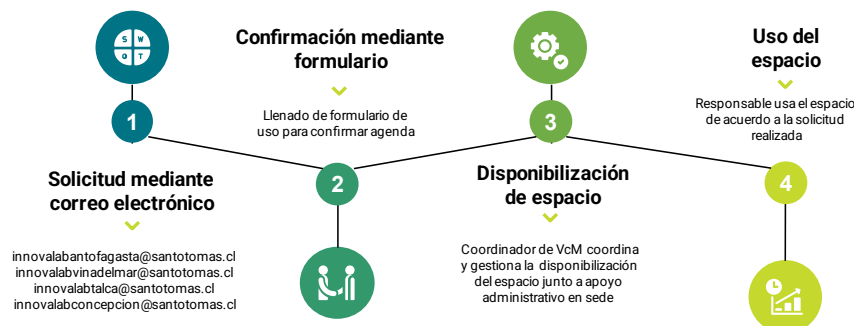 S W
O T
1
Solicitud mediante
correo electrónico
innovalabantofagasta@santotomas.cl
innovalabvinadelmar@santotomas.cl
innovalabtalca@santotomas.cl
innovalabconcepcion@santotomas.cl
Confirmación mediante
formulario
Llenado de formulario de
uso para confirmar agenda
2
3
Disponibilización
de espacio
Coordinador de VcM coordina
y gestiona la disponibilización
del espacio junto a apoyo
administrativo en sede
Uso del
espacio
Responsable usa el espacio
de acuerdo a la solicitud
realizada
4